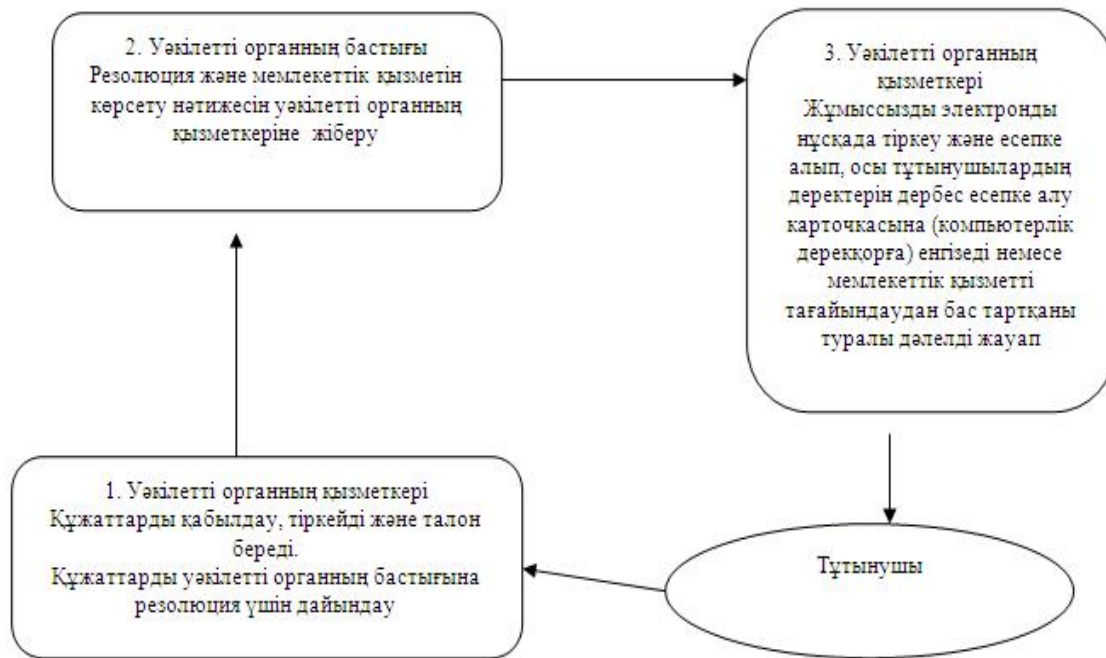 2. Уәкілетті органның бастығы
Резолюция және мемлекеттік қызметін
көрсету нәтижесін уәкілетті органның
қызметкеріне жіберу
3. Уәкілетті органның
қызметкері
Жұмыссызды электронды
нұсқада тіркеу және есепке
алып, осы тұтынушылардың
деректерін дербес есепке алу
карточкасына (компьютерлік
дерекқорға) енгізеді немесе
мемлекеттік қызметті
тағайындаудан бас тартқаны
туралы дәлелді жауап
1. Уәкілетті органның қызметкері
Құжаттарды қабылдау, тіркейді және талон
береді.
Құжаттарды уәкілетті органның бастығына
резолюция үшін дайындау
Тұтынушы